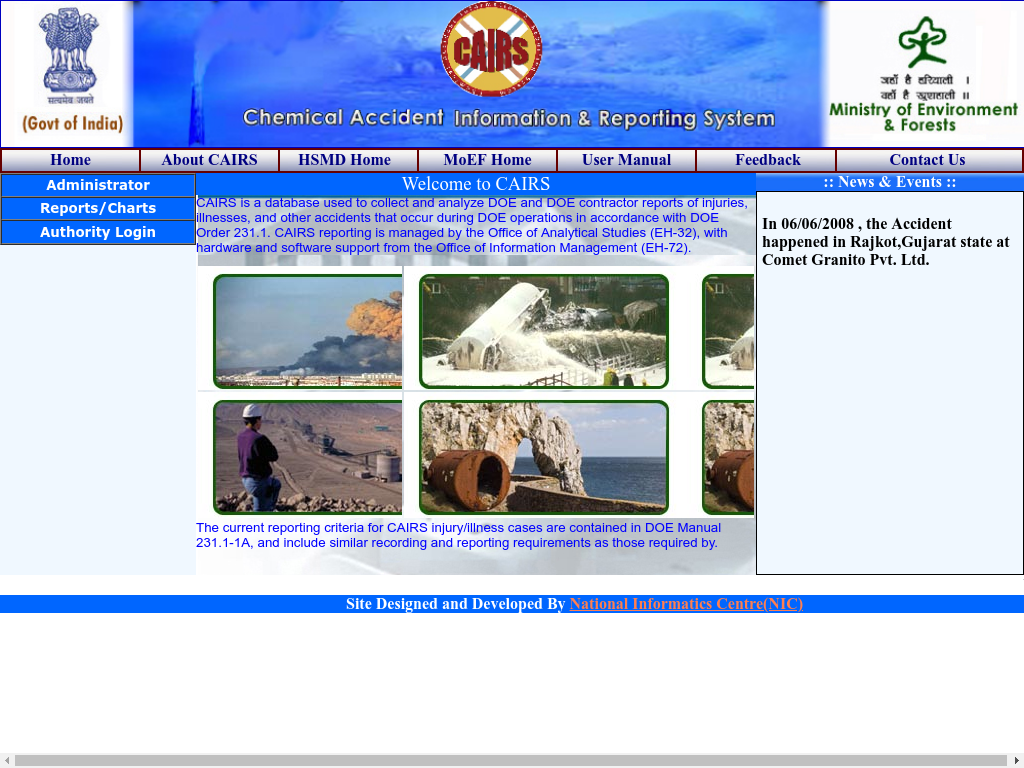 सत्यमेव जयते
(Govt of India)
CAIRS
Chemical Accident Information & Reporting System
जहाँ है हरियाली ।
वहाँ है खुशहाली ॥
Ministry of Environment
& Forests
Home About CAIRS HSMD Home MoEF Home User Manual Feedback Contact Us
Administrator
Reports/Charts
Authority Login
Welcome to CAIRS
CAIRS is a database used to collect and analyze DOE and DOE contractor reports of injuries,
illnesses, and other accidents that occur during DOE operations in accordance with DOE
Order 231.1. CAIRS reporting is managed by the Office of Analytical Studies (EH-32), with
hardware and software support from the Office of Information Management (EH-72).
The current reporting criteria for CAIRS injury/illness cases are contained in DOE Manual
231.1-1A, and include similar recording and reporting requirements as those required by.
:: News & Events ::
In 06/06/2008 , the Accident
happened in Rajkot,Gujarat state at
Comet Granito Pvt. Ltd.
Site Designed and Developed By National Informatics Centre(NIC)